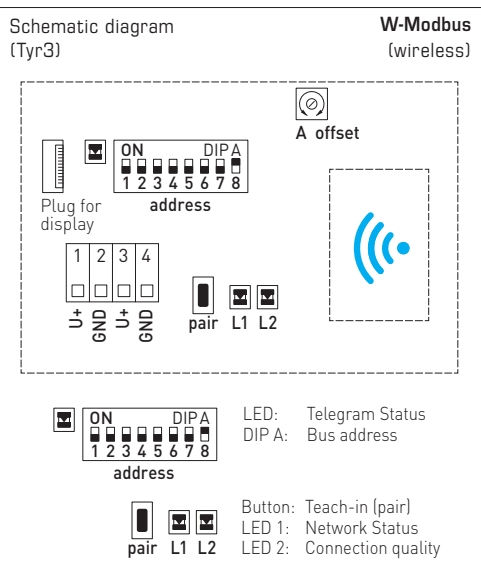 Schematic diagram
(Tyr3)
W-Modbus
(wireless)
A offset
ON DIP A
1 2 3 4 5 6 7 8
address
Plug for
display
1 2 3 4
U+ GND U+ GND
pair L1 L2
ON DIP A
1 2 3 4 5 6 7 8
address
LED: Telegram Status
DIP A: Bus address
pair L1 L2
Button: Teach-in (pair)
LED 1: Network Status
LED 2: Connection quality